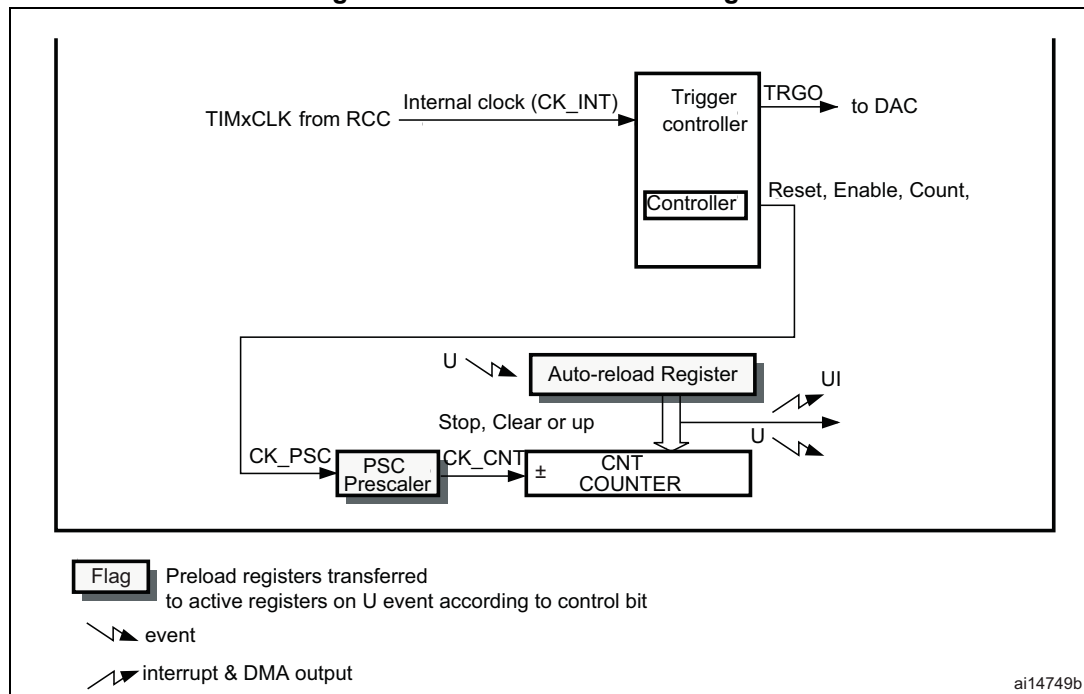 Trigger
controller
TRGO
to DAC
Internal clock (CK_INT)
TIMxCLK from RCC
Controller
Reset, Enable, Count,
U
Auto-reload Register
UI
Stop, Clear or up
U
CK_PSC
PSC
Prescaler
CK_CNT
±
CNT
COUNTER
Flag
Preload registers transferred
to active registers on U event according to control bit
event
interrupt & DMA output
ai14749b